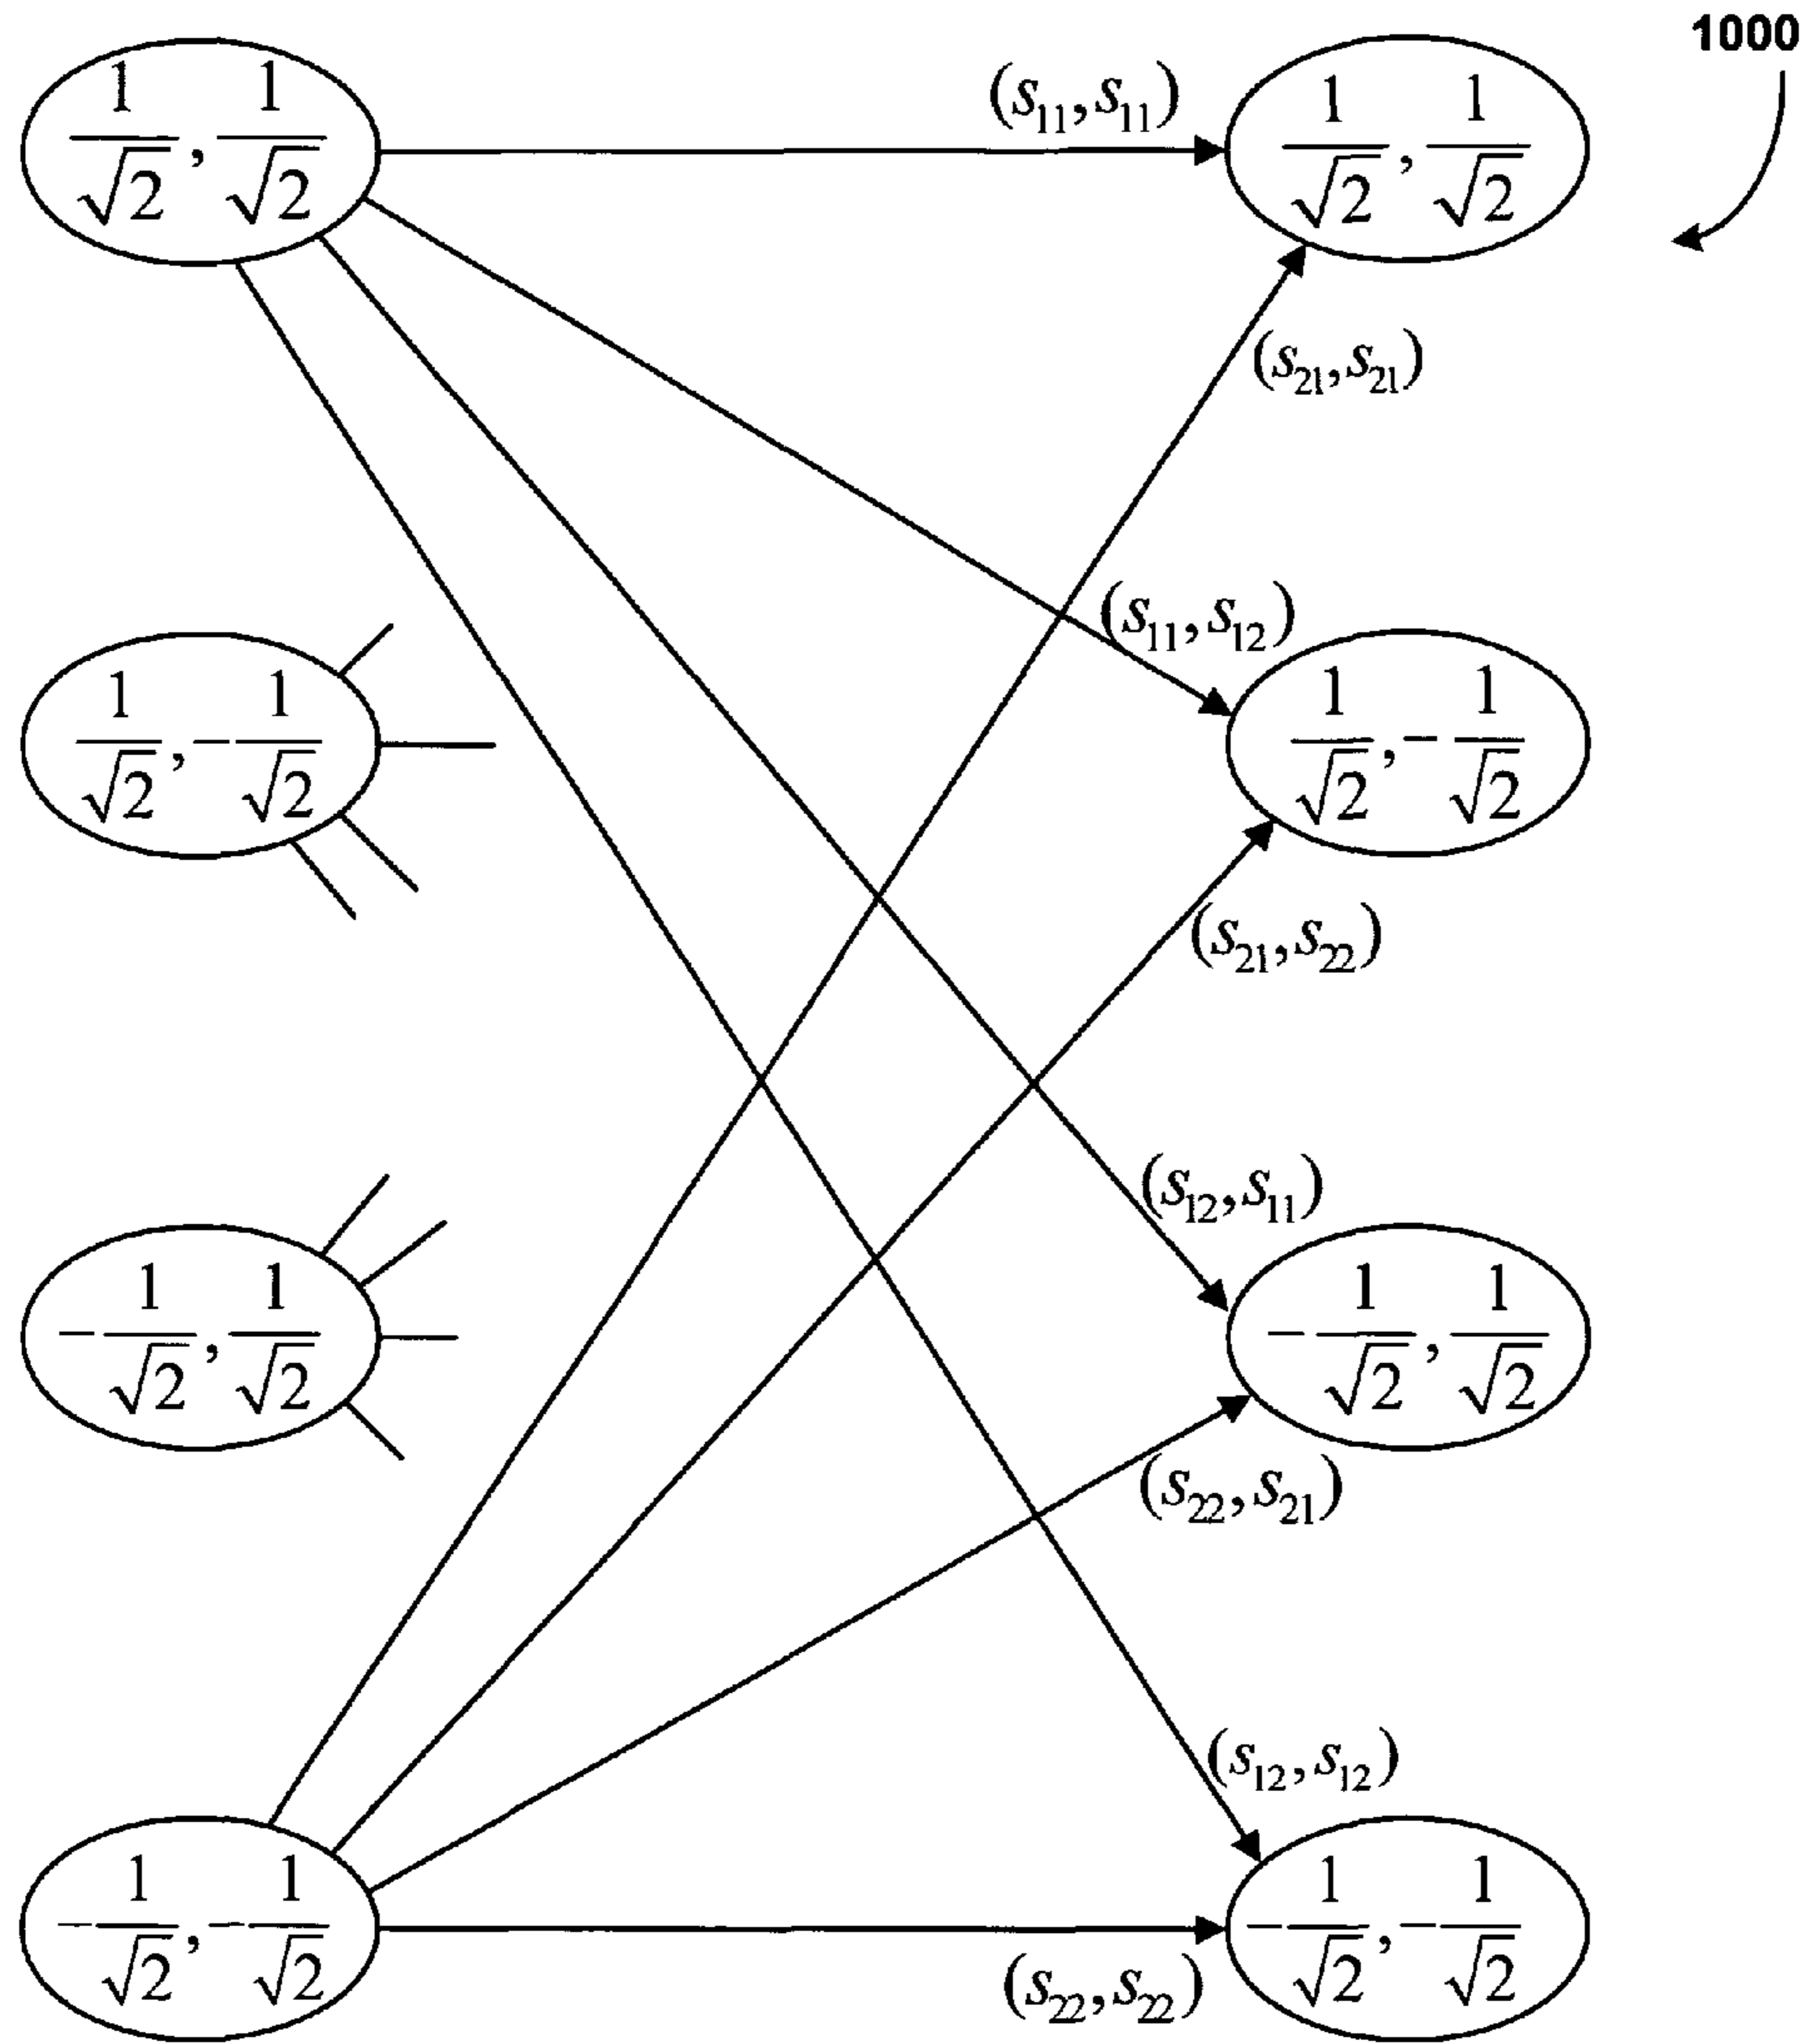 1000
1/√2, 1/√2
(s₁₁, s₁₁)
1/√2, 1/√2
(s₂₁, s₂₁)
(s₁₁, s₁₂)
1/√2, -1/√2
1/√2, -1/√2
(s₂₁, s₂₂)
(s₁₂, s₁₁)
-1/√2, 1/√2
-1/√2, 1/√2
(s₂₂, s₂₁)
(s₁₂, s₁₂)
-1/√2, -1/√2
-1/√2, -1/√2
(s₂₂, s₂₂)